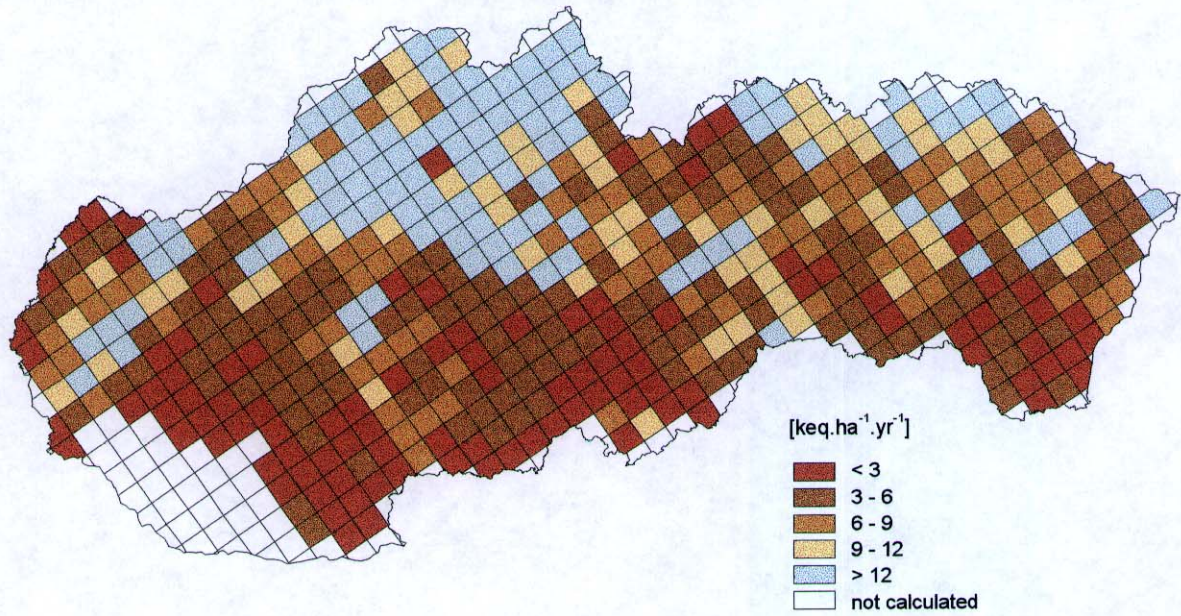 [keq.ha⁻¹.yr⁻¹]
< 3
3 - 6
6 - 9
9 - 12
> 12
not calculated